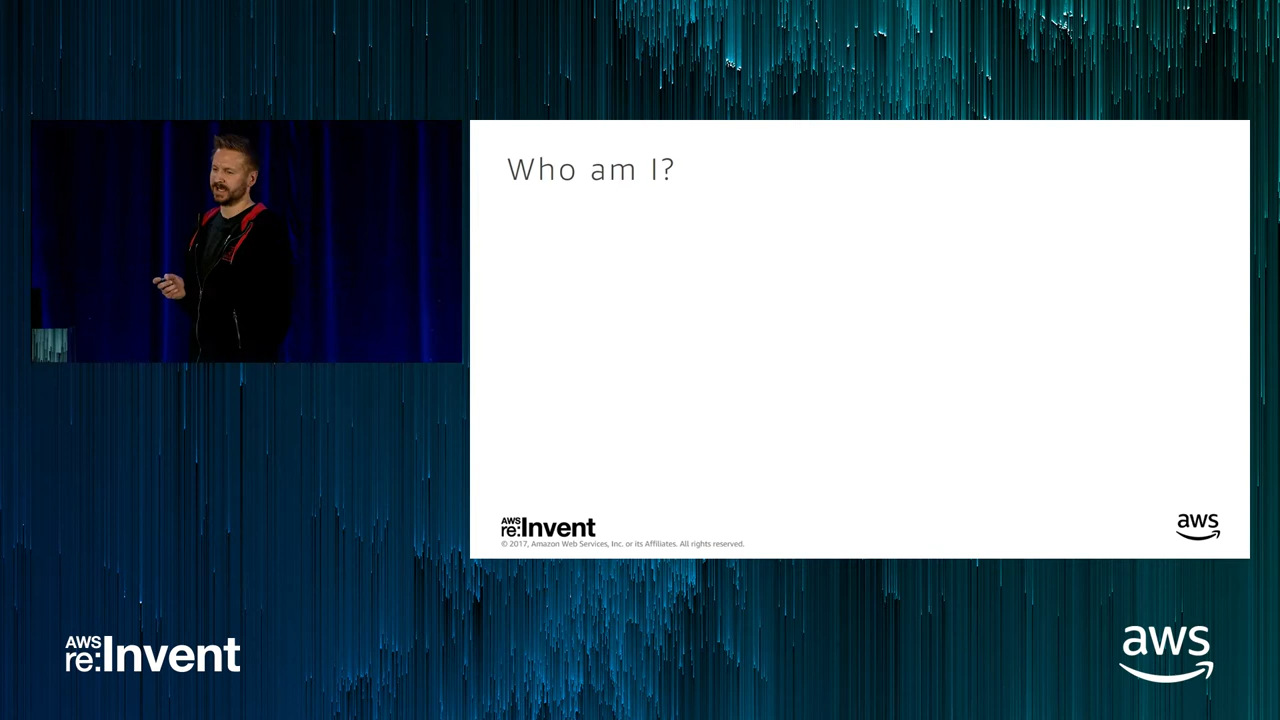 Who am I?
AWS
re:Invent
© 2017, Amazon Web Services, Inc. or its Affiliates. All rights reserved.
aws
AWS
re:Invent
aws